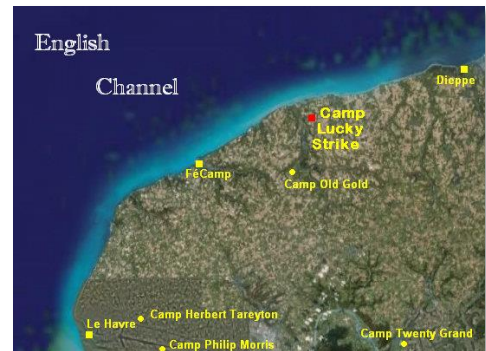 English
Channel
Dieppe
Camp
Lucky
Strike
FéCamp
Camp Old Gold
Camp Herbert Tareyton
Le Havre
Camp Twenty Grand
Camp Philip Morris